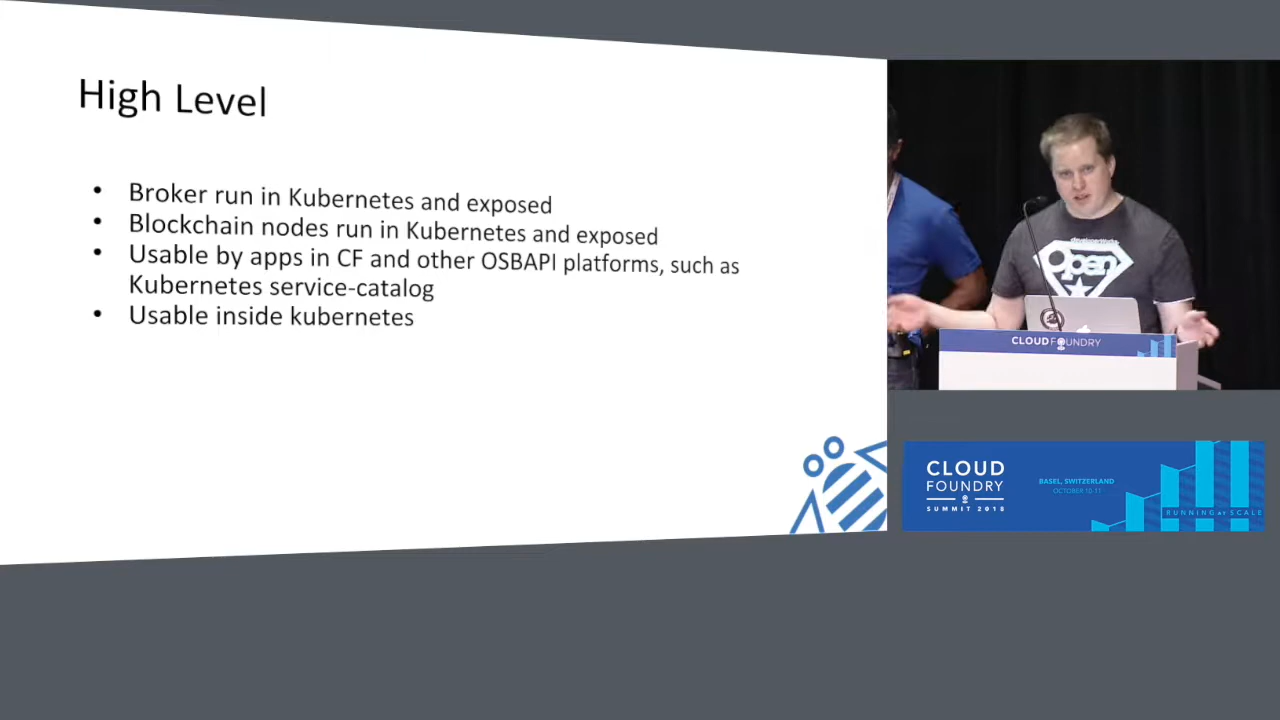 High Level
• Broker run in Kubernetes and exposed
• Blockchain nodes run in Kubernetes and exposed
• Usable by apps in CF and other OSBAPI platforms, such as
Kubernetes service-catalog
• Usable inside kubernetes
developerWorks
Open
CLOUD FOUNDRY
CLOUD
FOUNDRY
SUMMIT 2018
BASEL, SWITZERLAND
OCTOBER 10-11
RUNNING AT SCALE